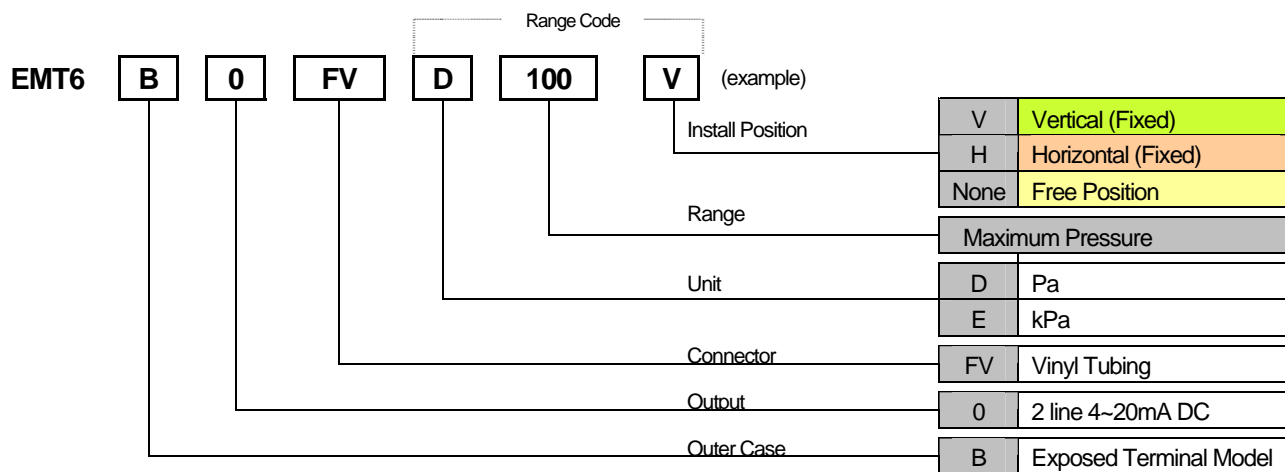 Range Code
EMT6 B 0 FV D 100 V (example)
Install Position
V Vertical (Fixed)
H Horizontal (Fixed)
None Free Position
Range
Maximum Pressure
Unit
D Pa
E kPa
Connector
FV Vinyl Tubing
Output
0 2 line 4~20mA DC
Outer Case
B Exposed Terminal Model